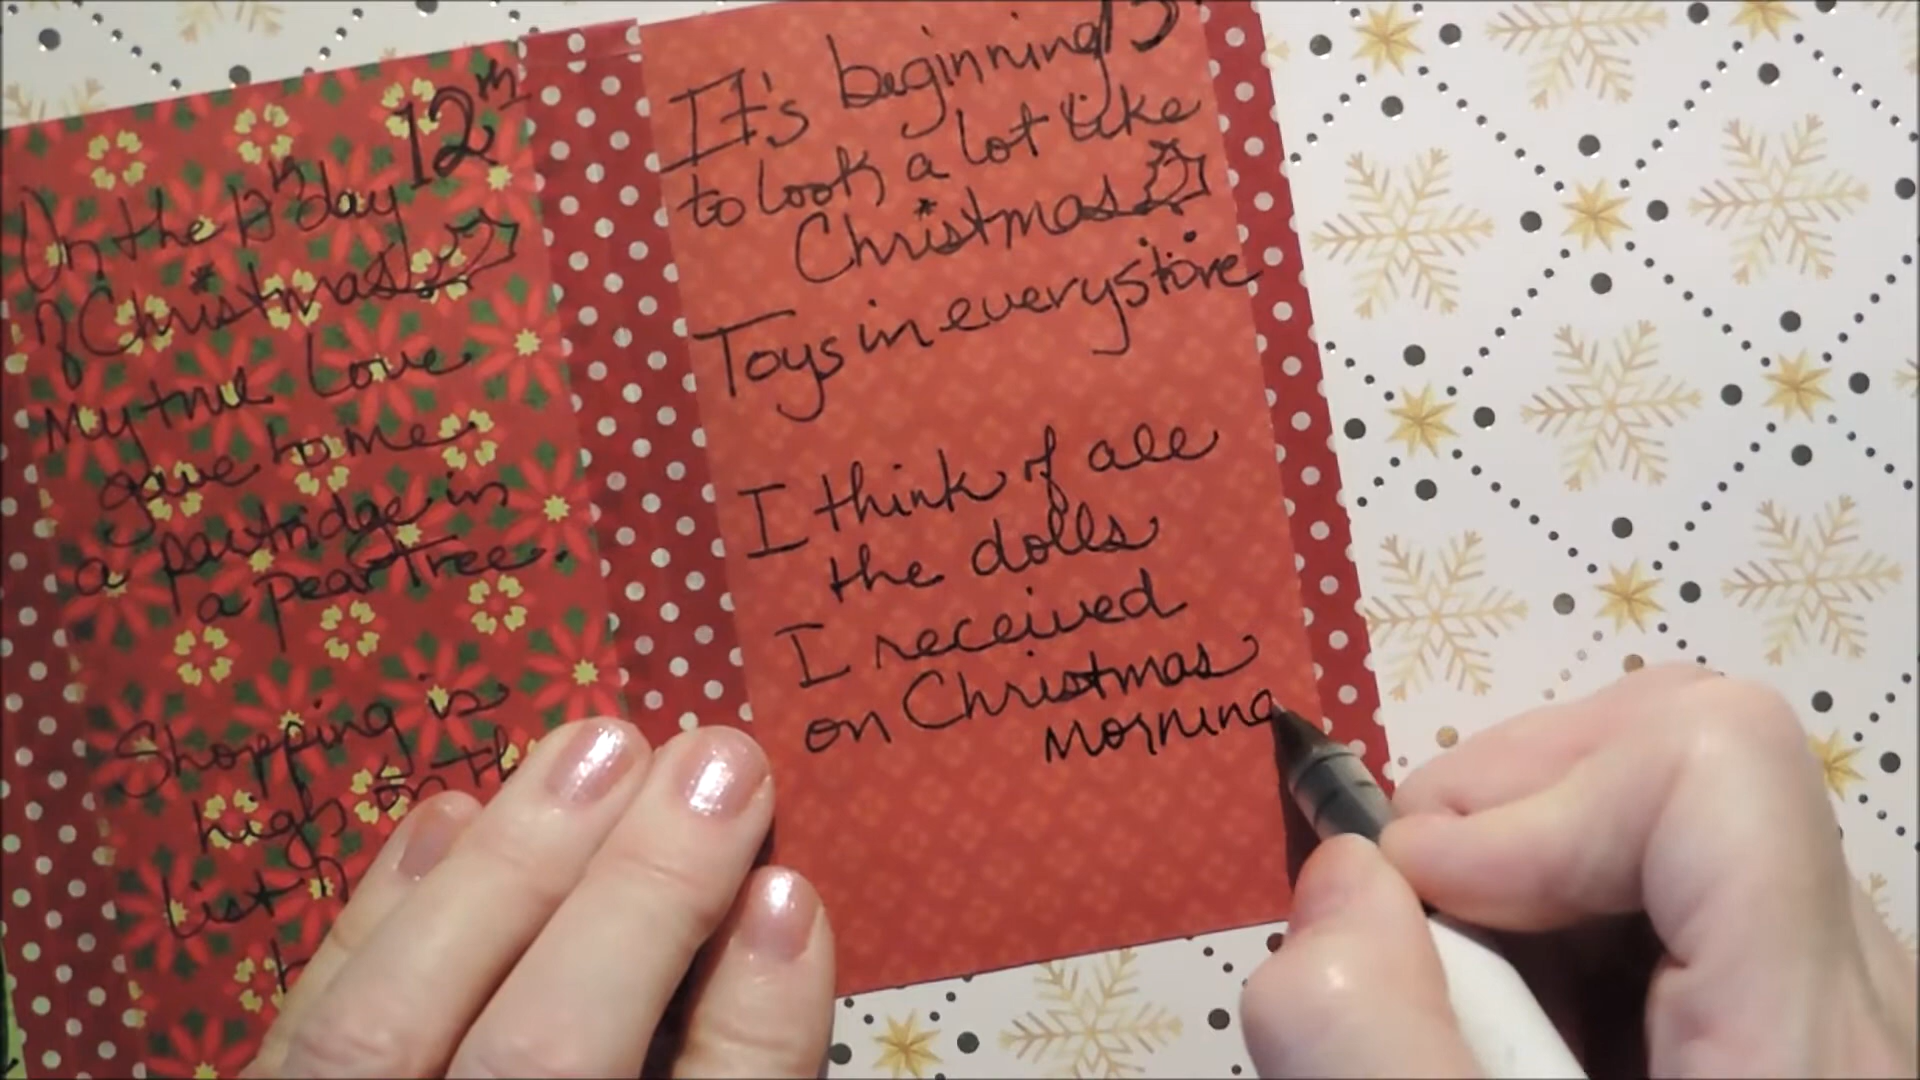 12th
On the 12th day
of Christmas
My true Love
gave to me
a partridge in
a pear Tree.
Shopping is
high on th
List
13
It's beginning
to look a lot like
Christmas
Toys in every store
I think of all
the dolls
I received
on Christmas
Morning